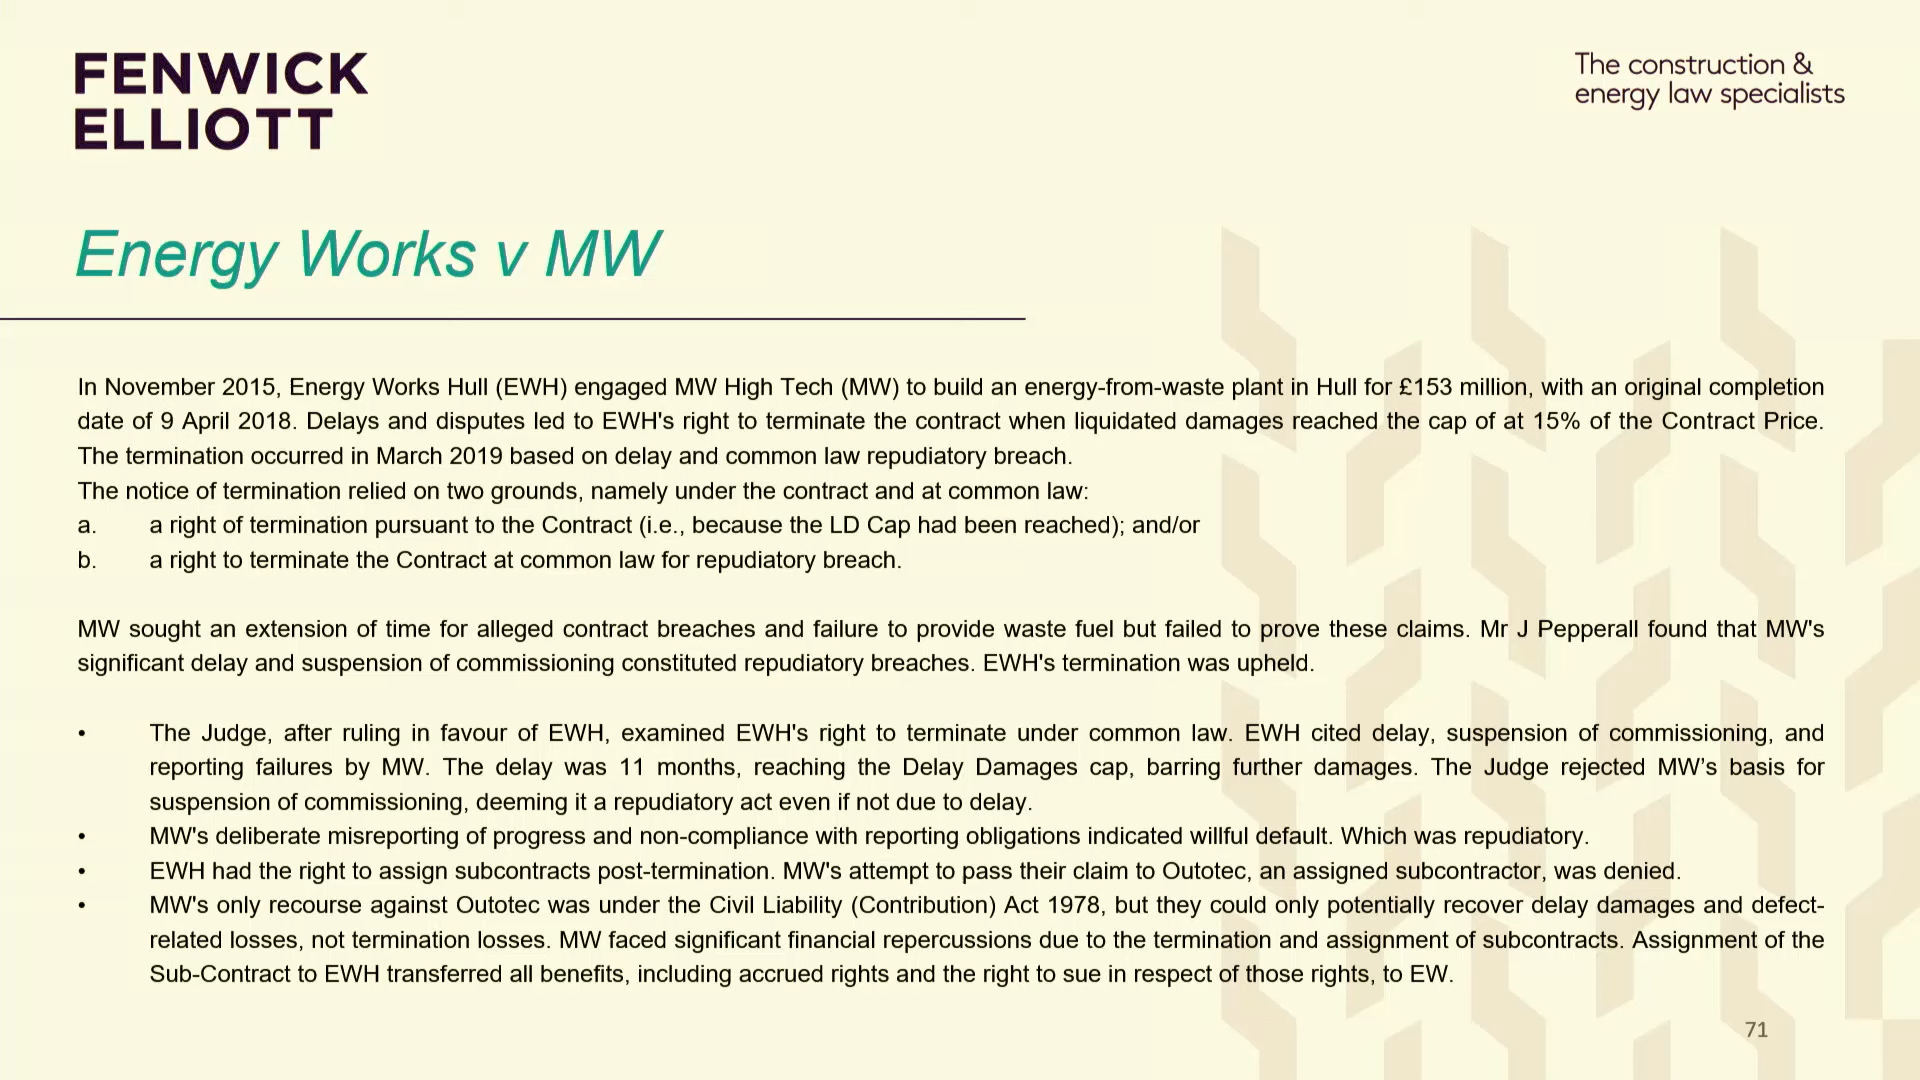 FENWICK
ELLIOTT
The construction &
energy law specialists
Energy Works v MW
In November 2015, Energy Works Hull (EWH) engaged MW High Tech (MW) to build an energy-from-waste plant in Hull for £153 million, with an original completion
date of 9 April 2018. Delays and disputes led to EWH's right to terminate the contract when liquidated damages reached the cap of at 15% of the Contract Price.
The termination occurred in March 2019 based on delay and common law repudiatory breach.
The notice of termination relied on two grounds, namely under the contract and at common law:
a. a right of termination pursuant to the Contract (i.e., because the LD Cap had been reached); and/or
b. a right to terminate the Contract at common law for repudiatory breach.
MW sought an extension of time for alleged contract breaches and failure to provide waste fuel but failed to prove these claims. Mr J Pepperall found that MW's
significant delay and suspension of commissioning constituted repudiatory breaches. EWH's termination was upheld.
• The Judge, after ruling in favour of EWH, examined EWH's right to terminate under common law. EWH cited delay, suspension of commissioning, and
reporting failures by MW. The delay was 11 months, reaching the Delay Damages cap, barring further damages. The Judge rejected MW’s basis for
suspension of commissioning, deeming it a repudiatory act even if not due to delay.
• MW's deliberate misreporting of progress and non-compliance with reporting obligations indicated willful default. Which was repudiatory.
• EWH had the right to assign subcontracts post-termination. MW's attempt to pass their claim to Outotec, an assigned subcontractor, was denied.
• MW's only recourse against Outotec was under the Civil Liability (Contribution) Act 1978, but they could only potentially recover delay damages and defect-
related losses, not termination losses. MW faced significant financial repercussions due to the termination and assignment of subcontracts. Assignment of the
Sub-Contract to EWH transferred all benefits, including accrued rights and the right to sue in respect of those rights, to EW.
71